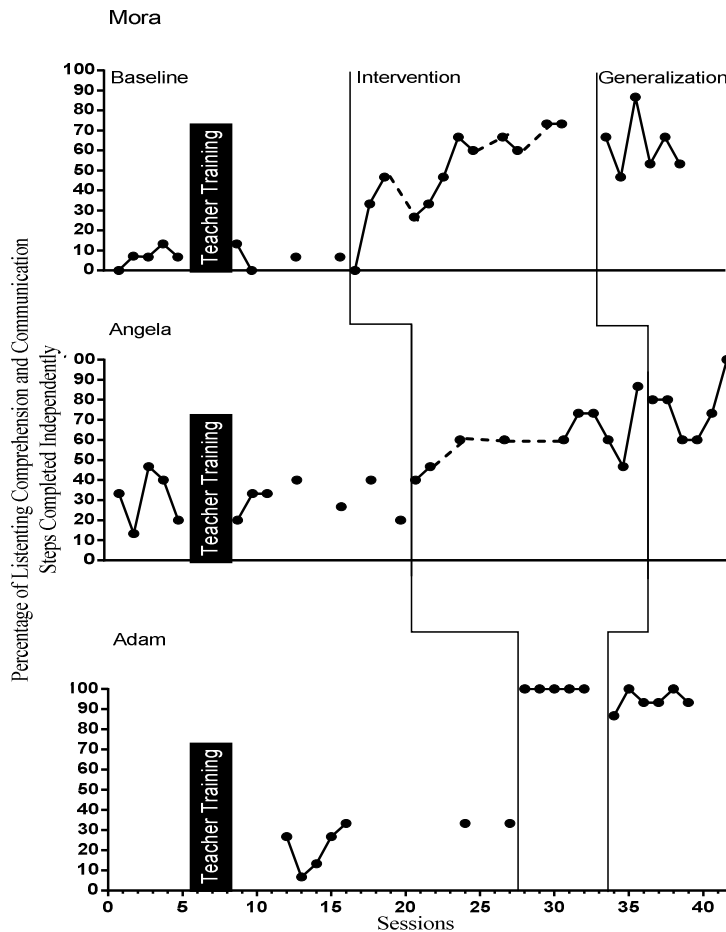 Mora
Baseline
Intervention
Generalization
100
90
80
70
60
50
40
30
20
10
0
Teacher Training
Percentage of Listenting Comprehension and Communication
Steps Completed Independently
Angela
00
90
80
70
60
50
40
30
20
10
0
Teacher Training
Adam
100
90
80
70
60
50
40
30
20
10
0
Teacher Training
0 5 10 15 20 25 30 35 40
Sessions